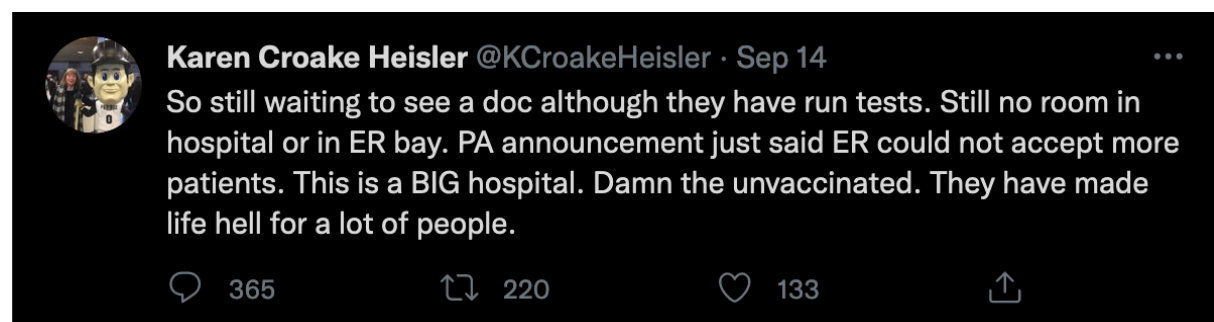 Karen Croake Heisler @KCroakeHeisler · Sep 14
So still waiting to see a doc although they have run tests. Still no room in
hospital or in ER bay. PA announcement just said ER could not accept more
patients. This is a BIG hospital. Damn the unvaccinated. They have made
life hell for a lot of people.
365 220 133